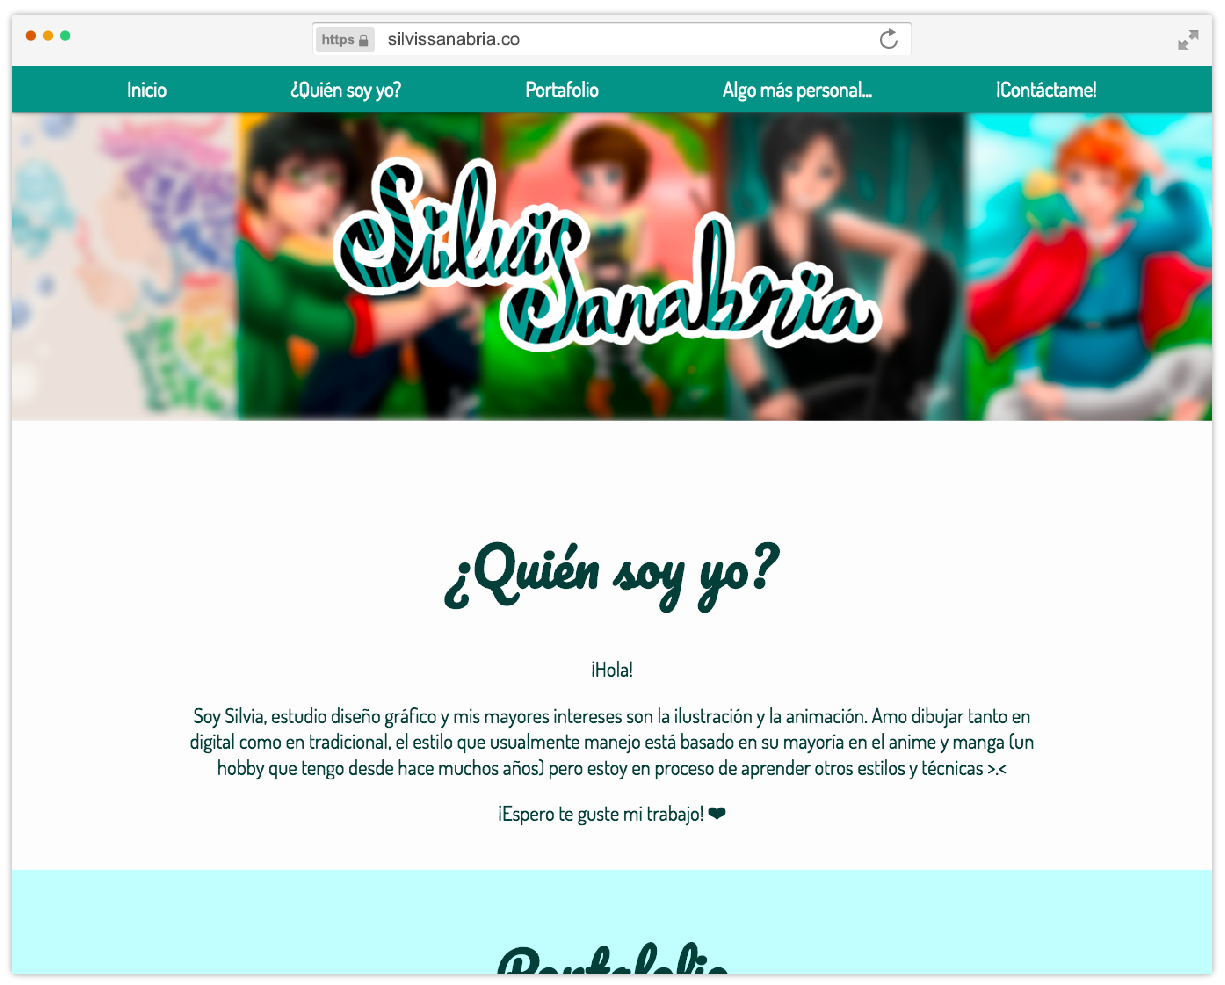 https silvissanabria.co
Inicio ¿Quién soy yo? Portafolio Algo más personal... ¡Contáctame!
Silvis
Sanabria
¿Quién soy yo?
¡Hola!
Soy Silvia, estudio diseño gráfico y mis mayores intereses son la ilustración y la animación. Amo dibujar tanto en
digital como en tradicional, el estilo que usualmente manejo está basado en su mayoría en el anime y manga (un
hobby que tengo desde hace muchos años) pero estoy en proceso de aprender otros estilos y técnicas >.<
¡Espero te guste mi trabajo! ❤
Portafolio